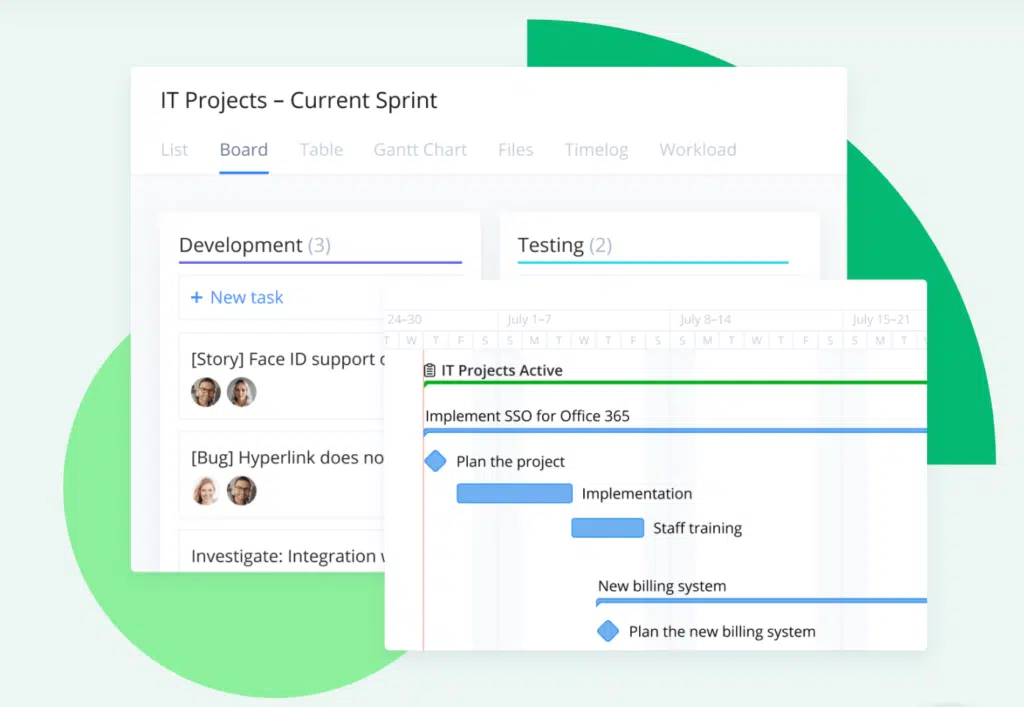 IT Projects – Current Sprint
List Board Table Gantt Chart Files Timelog Workload
Development (3)
Testing (2)
+ New task
[Story] Face ID support
[Bug] Hyperlink does no
Investigate: Integration
24–30 July 1–7 July 8–14 July 15–21
T W T F S S M T W T F S S M T W T F S S M T
IT Projects Active
Implement SSO for Office 365
Plan the project
Implementation
Staff training
New billing system
Plan the new billing system